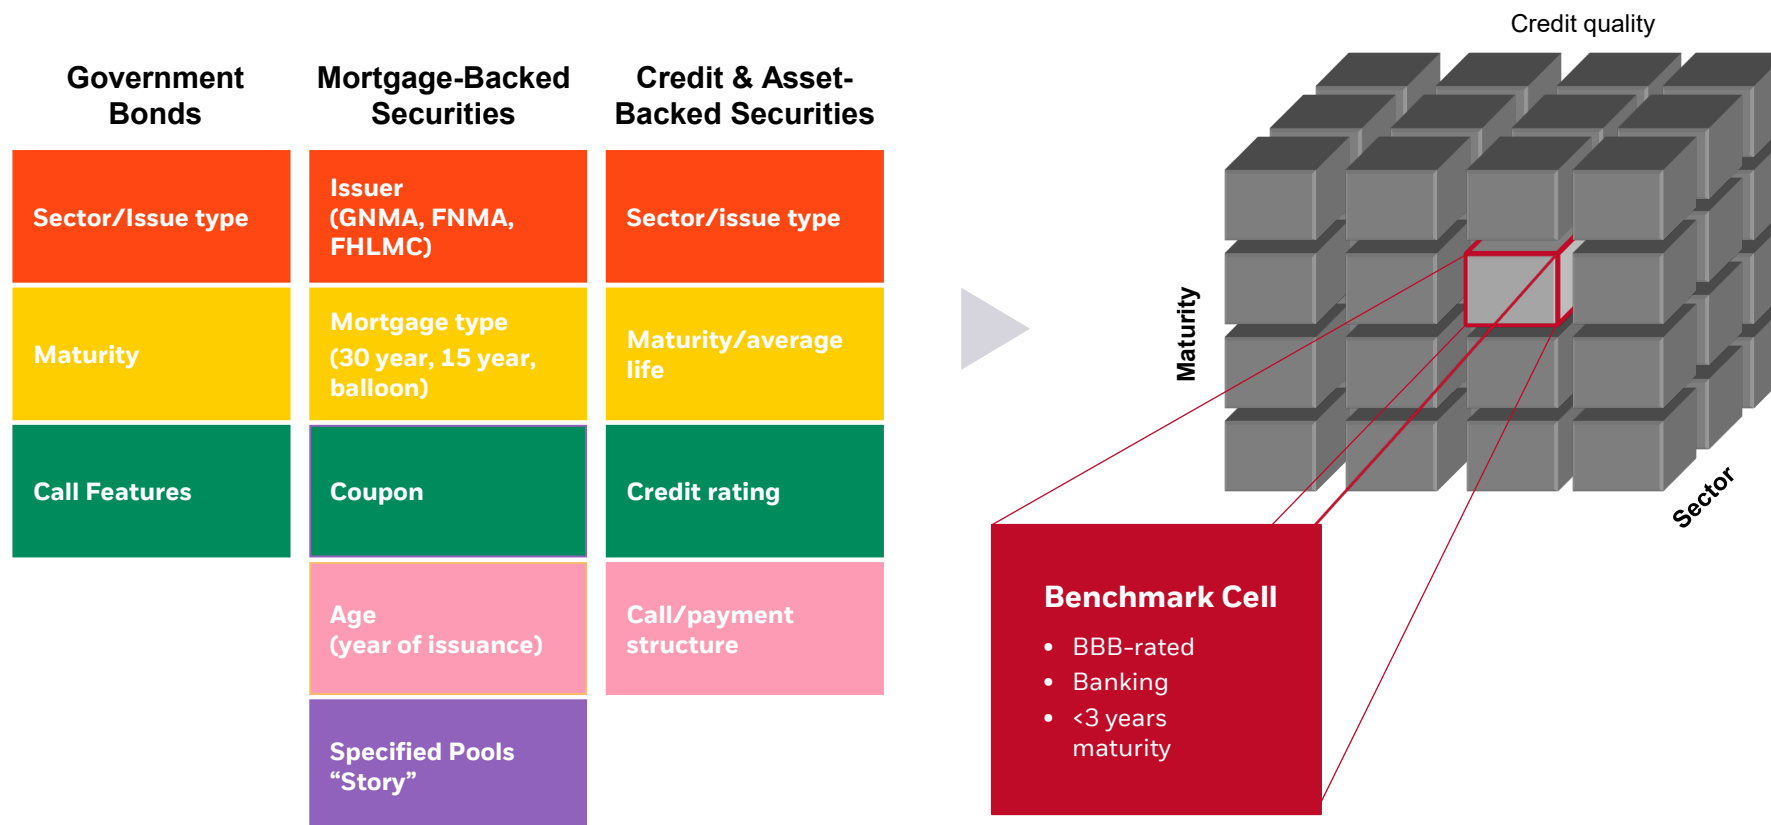 Credit quality
Government
Bonds
Mortgage-Backed
Securities
Credit & Asset-
Backed Securities
Sector/Issue type
Issuer
(GNMA, FNMA,
FHLMC)
Sector/issue type
Maturity
Mortgage type
(30 year, 15 year,
balloon)
Maturity/average
life
Call Features
Coupon
Credit rating
Age
(year of issuance)
Call/payment
structure
Specified Pools
“Story”
Maturity
Sector
Benchmark Cell
• BBB-rated
• Banking
• <3 years
maturity